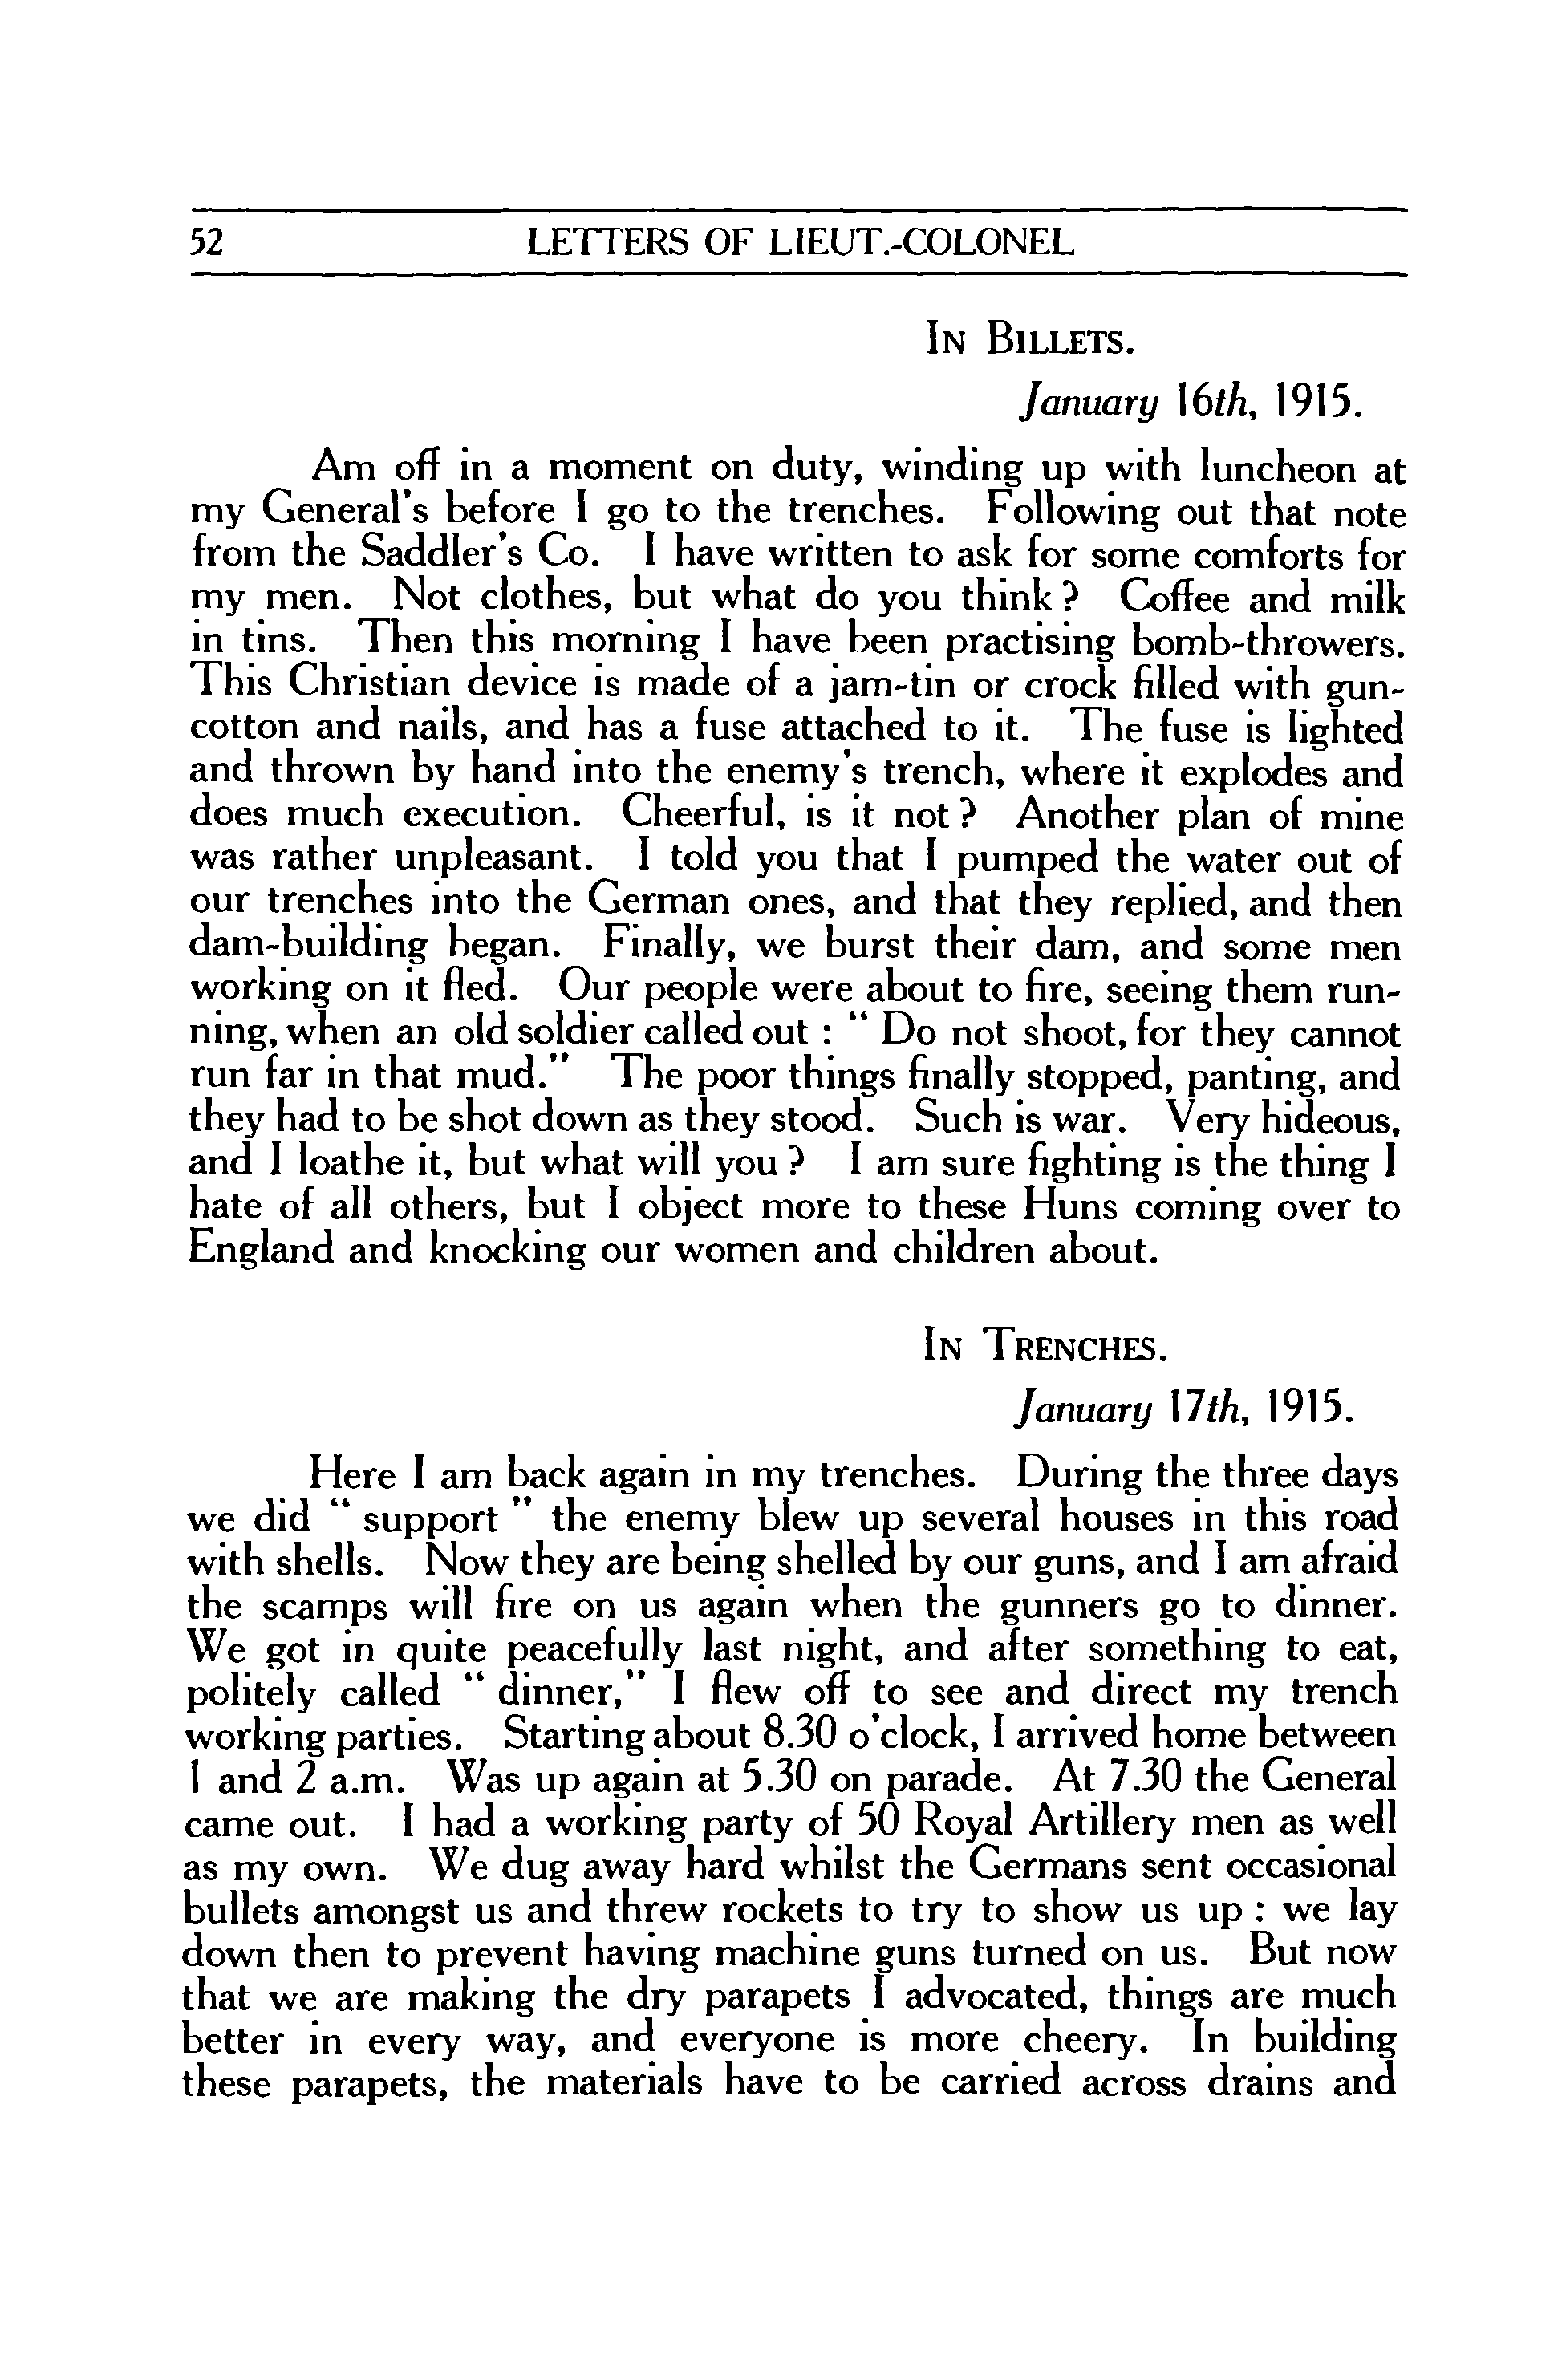 52 LETTERS OF LIEUT.-COLONEL
In Billets.
January 16th, 1915.
Am off in a moment on duty, winding up with luncheon at
my General's before I go to the trenches. Following out that note
from the Saddler's Co. I have written to ask for some comforts for
my men. Not clothes, but what do you think? Coffee and milk
in tins. Then this morning I have been practising bomb-throwers.
This Christian device is made of a jam-tin or crock filled with gun-
cotton and nails, and has a fuse attached to it. The fuse is lighted
and thrown by hand into the enemy's trench, where it explodes and
does much execution. Cheerful, is it not? Another plan of mine
was rather unpleasant. I told you that I pumped the water out of
our trenches into the German ones, and that they replied, and then
dam-building began. Finally, we burst their dam, and some men
working on it fled. Our people were about to fire, seeing them run-
ning, when an old soldier called out : " Do not shoot, for they cannot
run far in that mud." The poor things finally stopped, panting, and
they had to be shot down as they stood. Such is war. Very hideous,
and I loathe it, but what will you ? I am sure fighting is the thing I
hate of all others, but I object more to these Huns coming over to
England and knocking our women and children about.
In Trenches.
January 17th, 1915.
Here I am back again in my trenches. During the three days
we did " support " the enemy blew up several houses in this road
with shells. Now they are being shelled by our guns, and I am afraid
the scamps will fire on us again when the gunners go to dinner.
We got in quite peacefully last night, and after something to eat,
politely called " dinner," I flew off to see and direct my trench
working parties. Starting about 8.30 o'clock, I arrived home between
1 and 2 a.m. Was up again at 5.30 on parade. At 7.30 the General
came out. I had a working party of 50 Royal Artillery men as well
as my own. We dug away hard whilst the Germans sent occasional
bullets amongst us and threw rockets to try to show us up : we lay
down then to prevent having machine guns turned on us. But now
that we are making the dry parapets I advocated, things are much
better in every way, and everyone is more cheery. In building
these parapets, the materials have to be carried across drains and